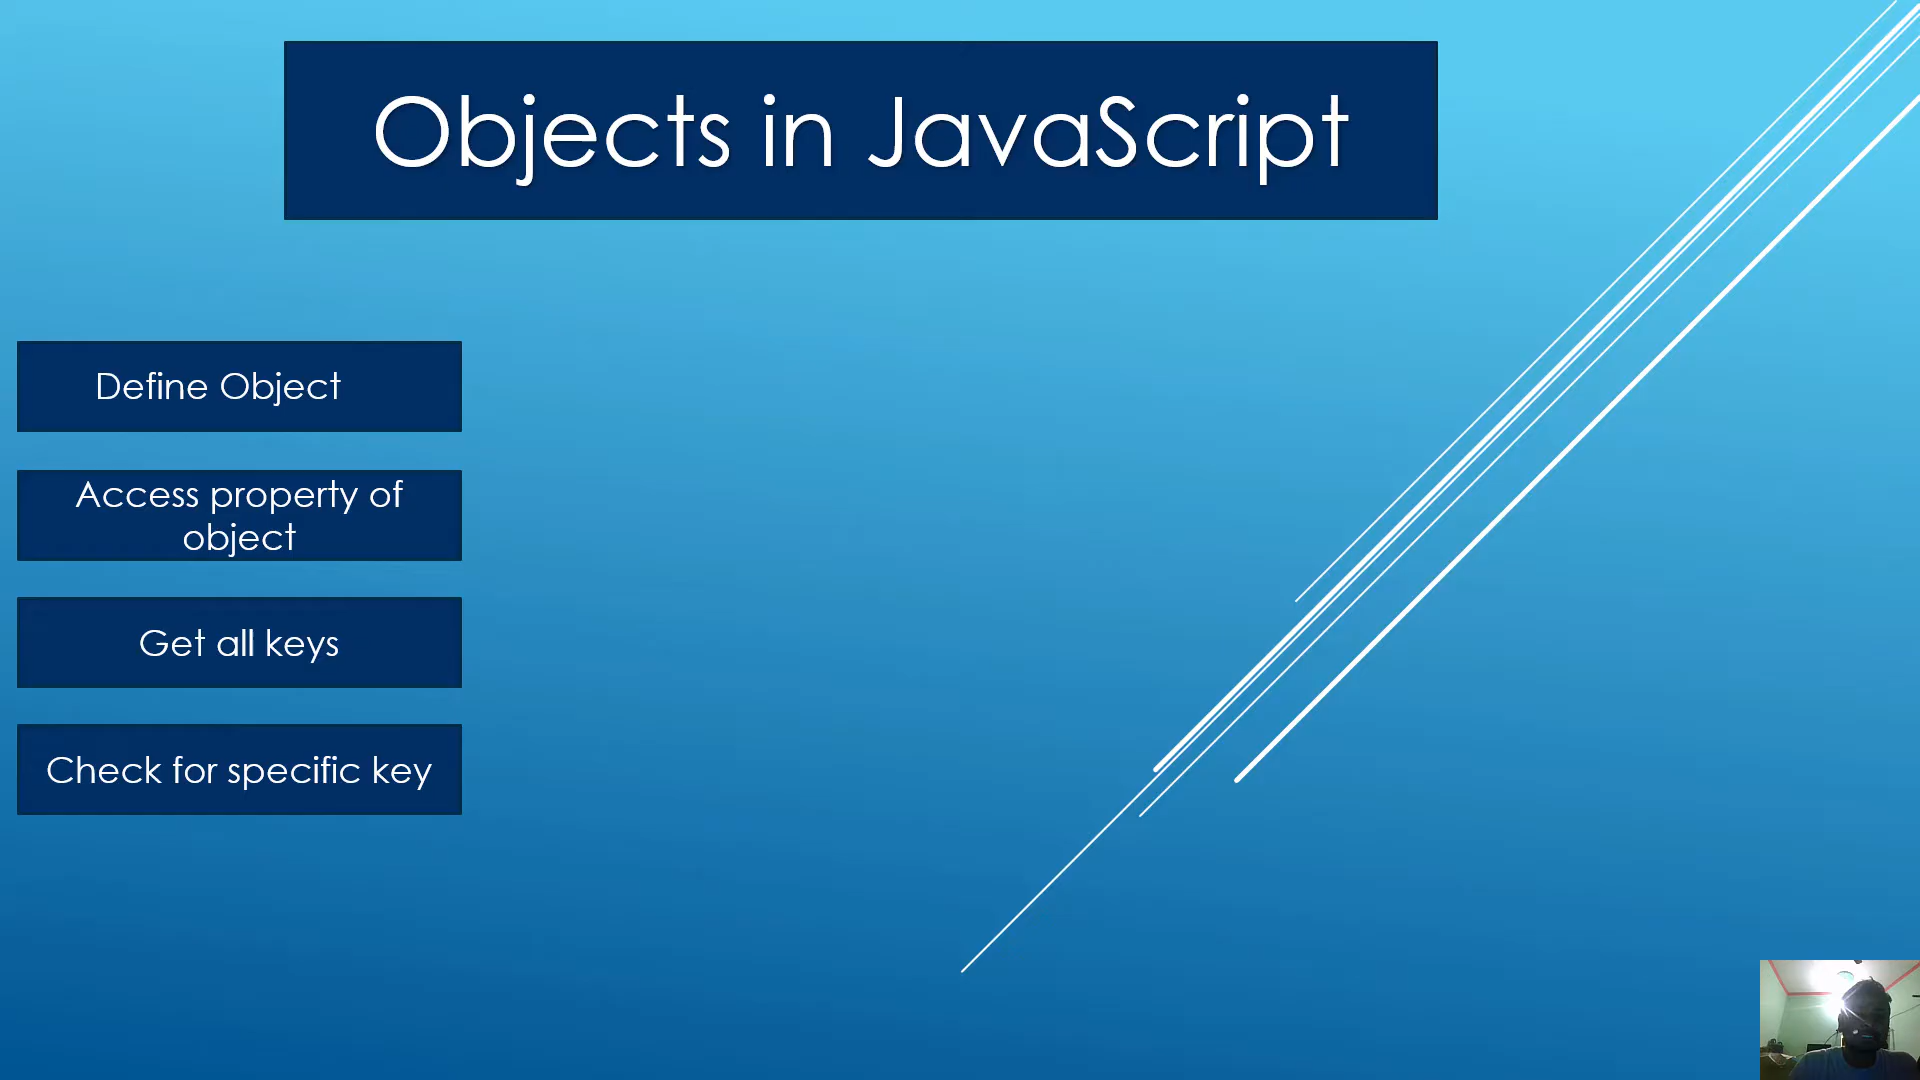 Objects in JavaScript
Define Object
Access property of
object
Get all keys
Check for specific key